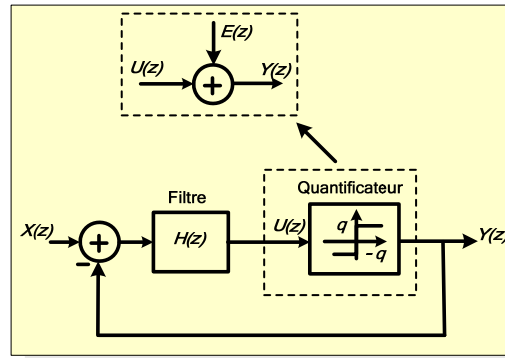 E(z)
U(z) Y(z)
+
Quantificateur
Filtre
X(z) + H(z) U(z) q - q Y(z)
−